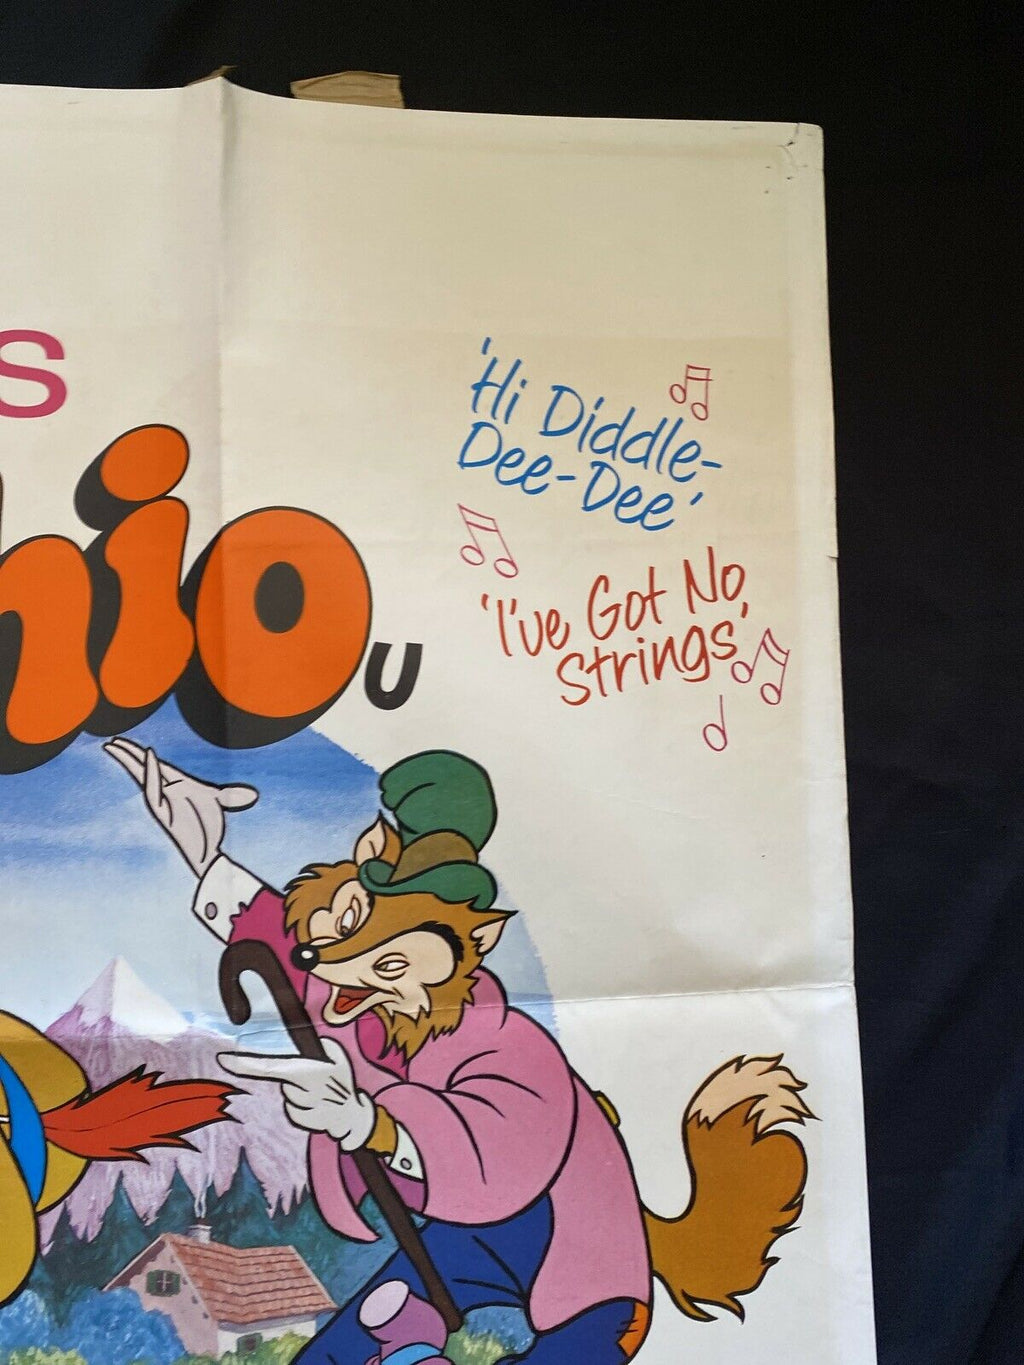 S
hio
U
'Hi Diddle-
Dee-Dee'
'I've Got No
Strings'